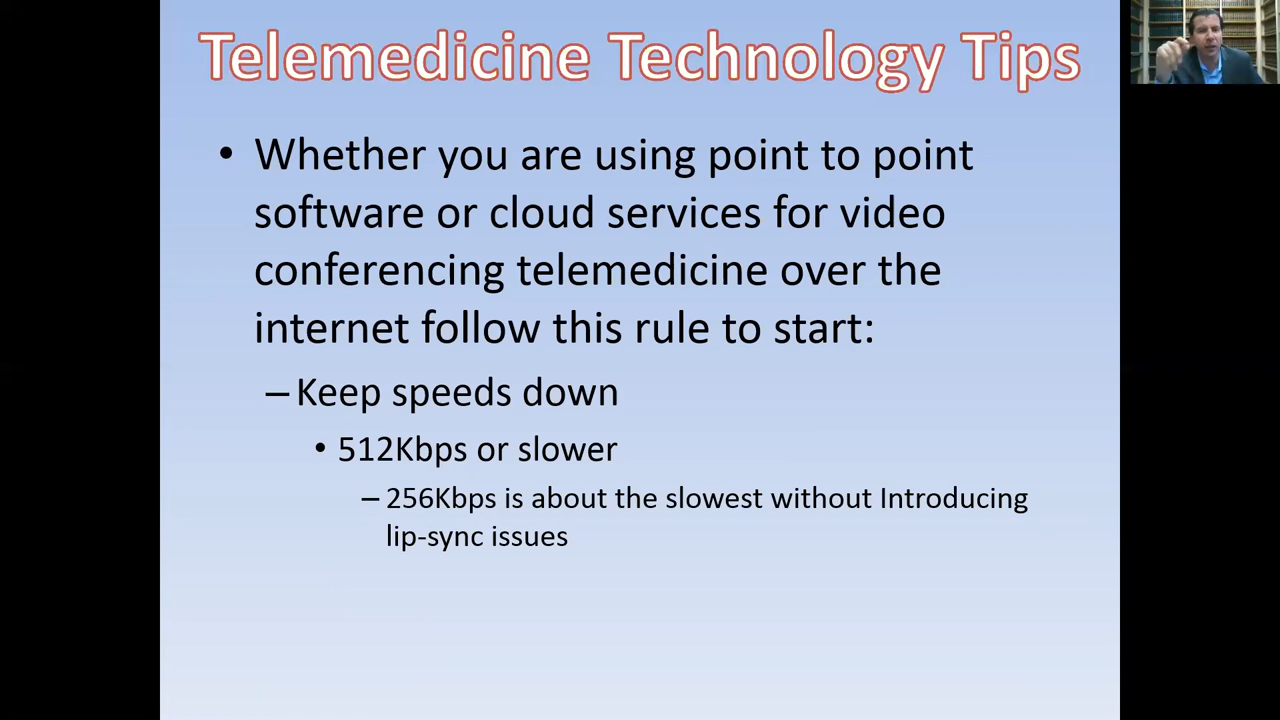 Telemedicine Technology Tips
• Whether you are using point to point
software or cloud services for video
conferencing telemedicine over the
internet follow this rule to start:
– Keep speeds down
• 512Kbps or slower
– 256Kbps is about the slowest without Introducing
lip-sync issues